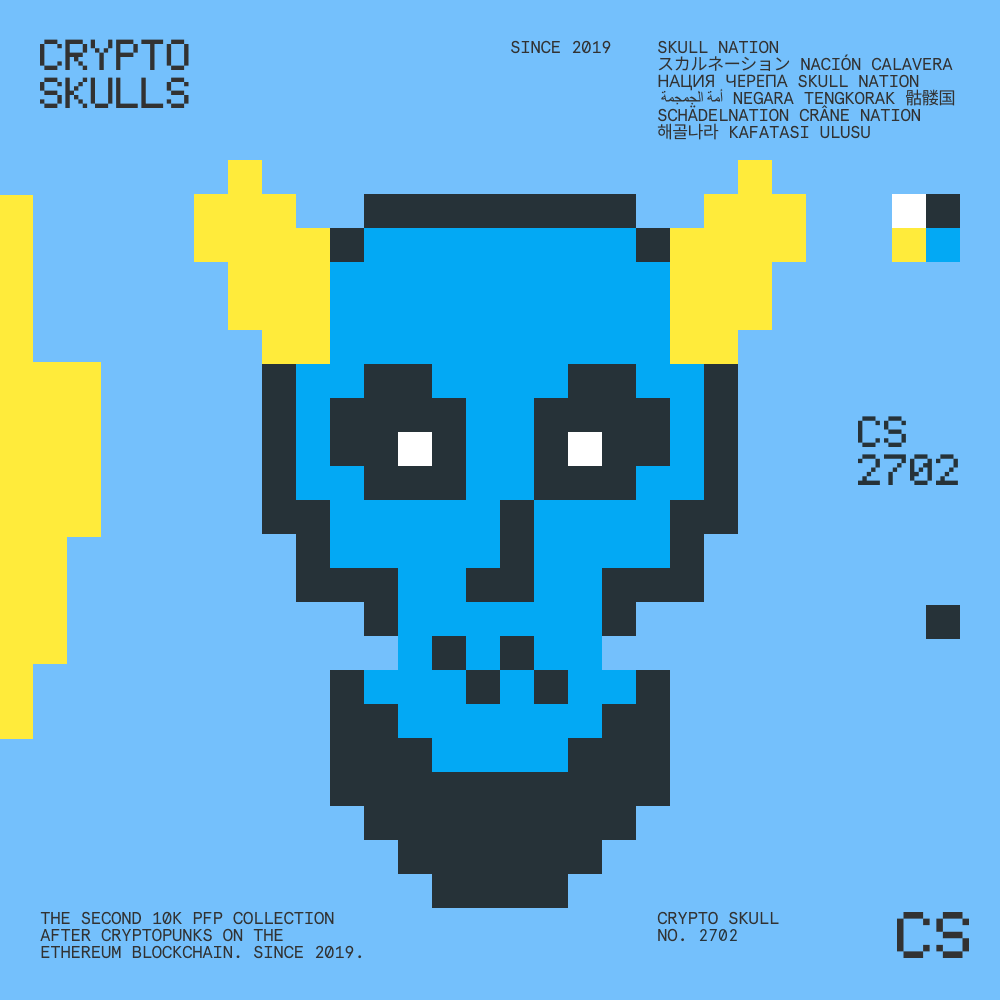 CRYPTO
SKULLS
SINCE 2019
SKULL NATION
スカルネーション NACIÓN CALAVERA
НАЦИЯ ЧЕРЕПА SKULL NATION
أمة الجمجمة NEGARA TENGKORAK 骷髅国
SCHÄDELNATION CRÂNE NATION
해골나라 KAFATASI ULUSU
CS
2702
THE SECOND 10K PFP COLLECTION
AFTER CRYPTOPUNKS ON THE
ETHEREUM BLOCKCHAIN. SINCE 2019.
CRYPTO SKULL
NO. 2702
CS